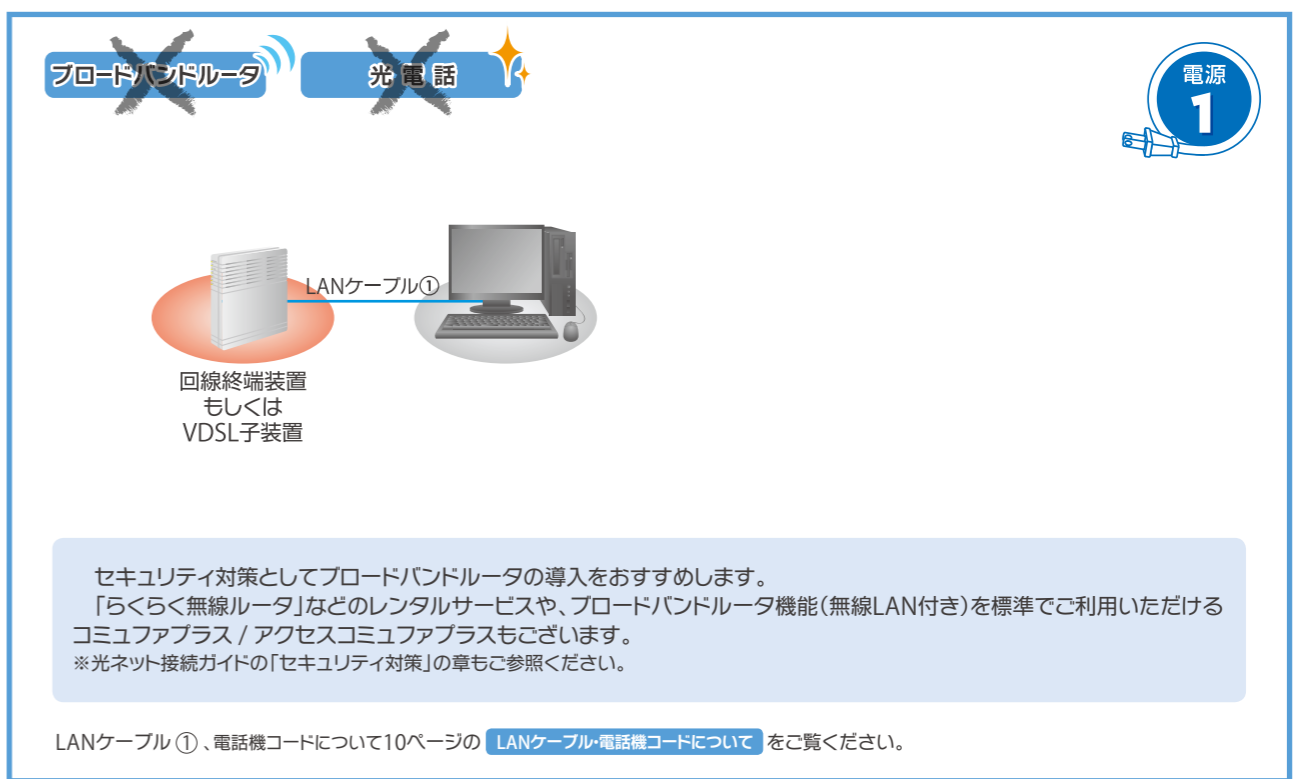 ブロードバンドルータ
光電話
電源
1
LANケーブル①
回線終端装置
もしくは
VDSL子装置
セキュリティ対策としてブロードバンドルータの導入をおすすめします。
「らくらく無線ルータ」などのレンタルサービスや、ブロードバンドルータ機能(無線LAN付き)を標準でご利用いただける
コミュファプラス / アクセスコミュファプラスもございます。
※光ネット接続ガイドの「セキュリティ対策」の章もご参照ください。
LANケーブル①、電話機コードについて10ページの LANケーブル・電話機コードについて をご覧ください。